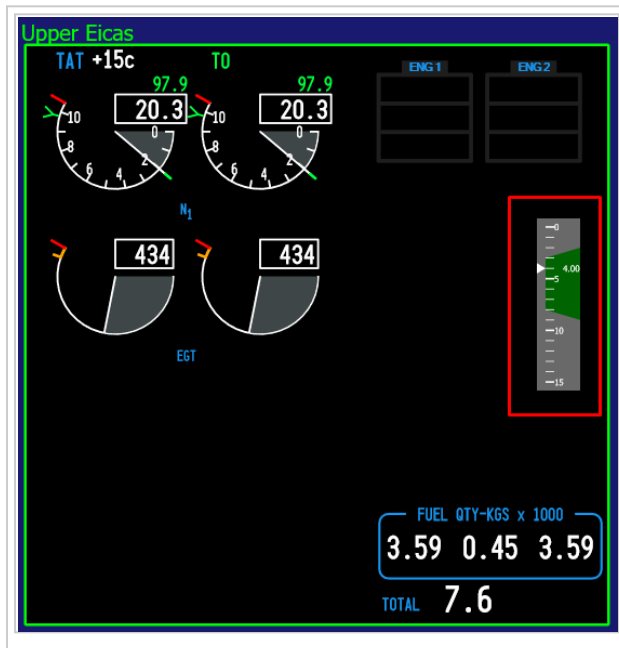 Upper Eicas
TAT +15c TO
ENG 1 ENG 2
97.9 97.9
20.3 20.3
10 8 6 4 2 0
10 8 6 4 2 0
N1
434 434
EGT
0
4.00
5
10
15
FUEL QTY-KGS x 1000
3.59 0.45 3.59
TOTAL 7.6